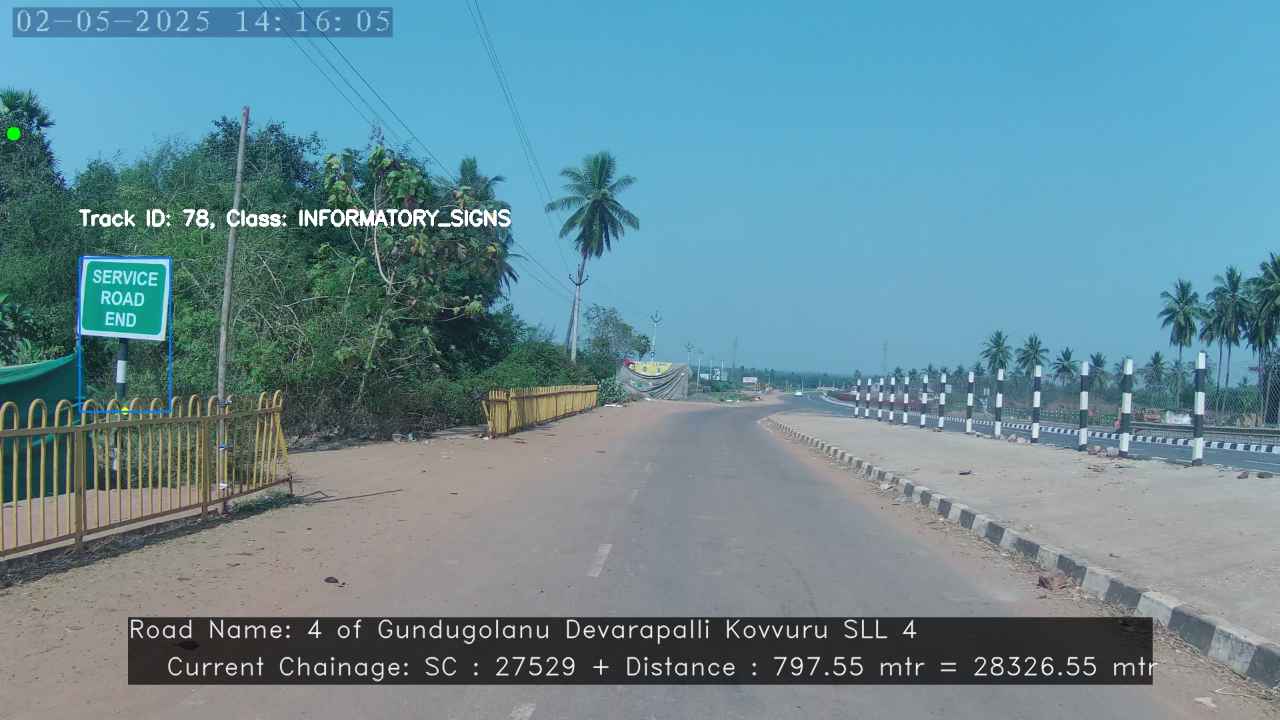 02-05-2025 14:16:05
Track ID: 78, Class: INFORMATORY_SIGNS
SERVICE
ROAD
END
Road Name: 4 of Gundugolanu Devarapalli Kovvuru SLL 4
Current Chainage: SC : 27529 + Distance : 797.55 mtr = 28326.55 mtr